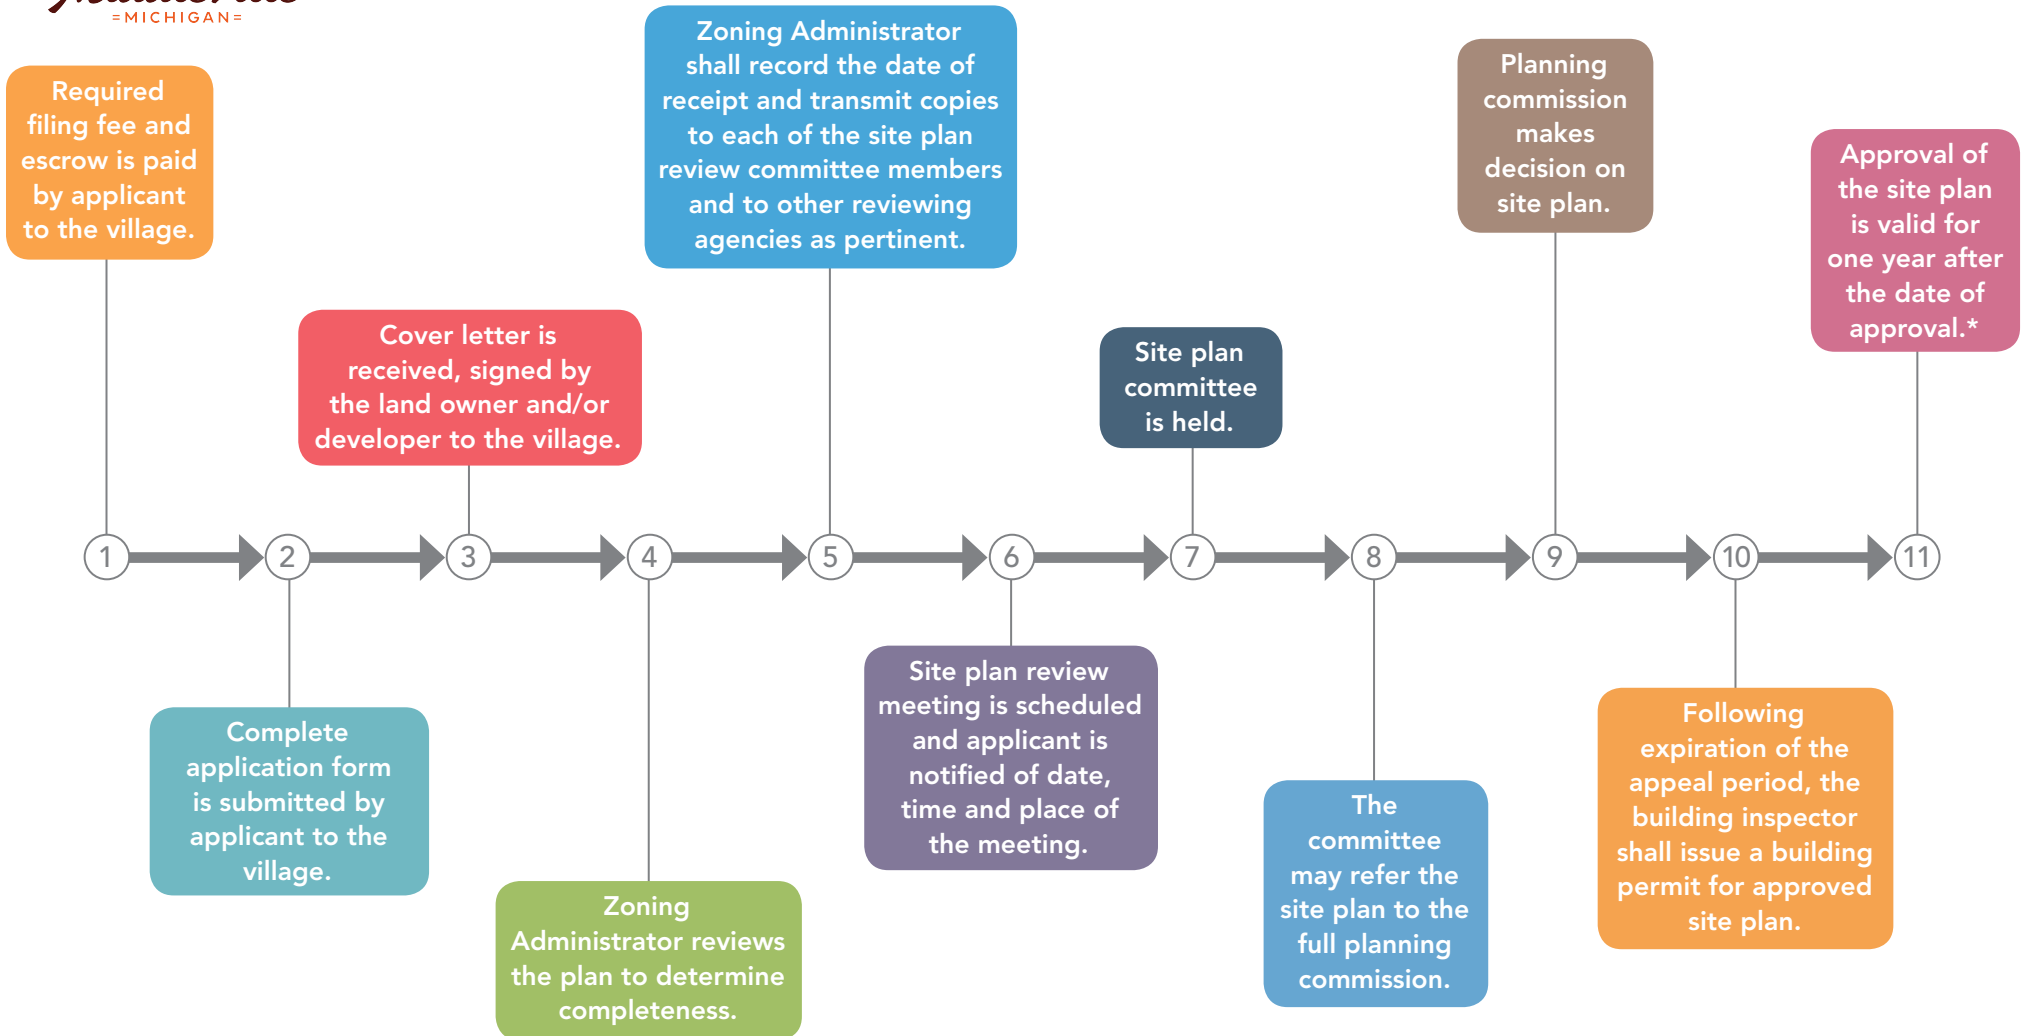 =MICHIGAN=
Required
filing fee and
escrow is paid
by applicant
to the village.
Complete
application form
is submitted by
applicant to the
village.
Cover letter is
received, signed by
the land owner and/or
developer to the village.
Zoning
Administrator reviews
the plan to determine
completeness.
Zoning Administrator
shall record the date of
receipt and transmit copies
to each of the site plan
review committee members
and to other reviewing
agencies as pertinent.
Site plan review
meeting is scheduled
and applicant is
notified of date,
time and place of
the meeting.
Site plan
committee
is held.
The
committee
may refer the
site plan to the
full planning
commission.
Planning
commission
makes
decision on
site plan.
Following
expiration of the
appeal period, the
building inspector
shall issue a building
permit for approved
site plan.
Approval of
the site plan
is valid for
one year after
the date of
approval.*
1
2
3
4
5
6
7
8
9
10
11